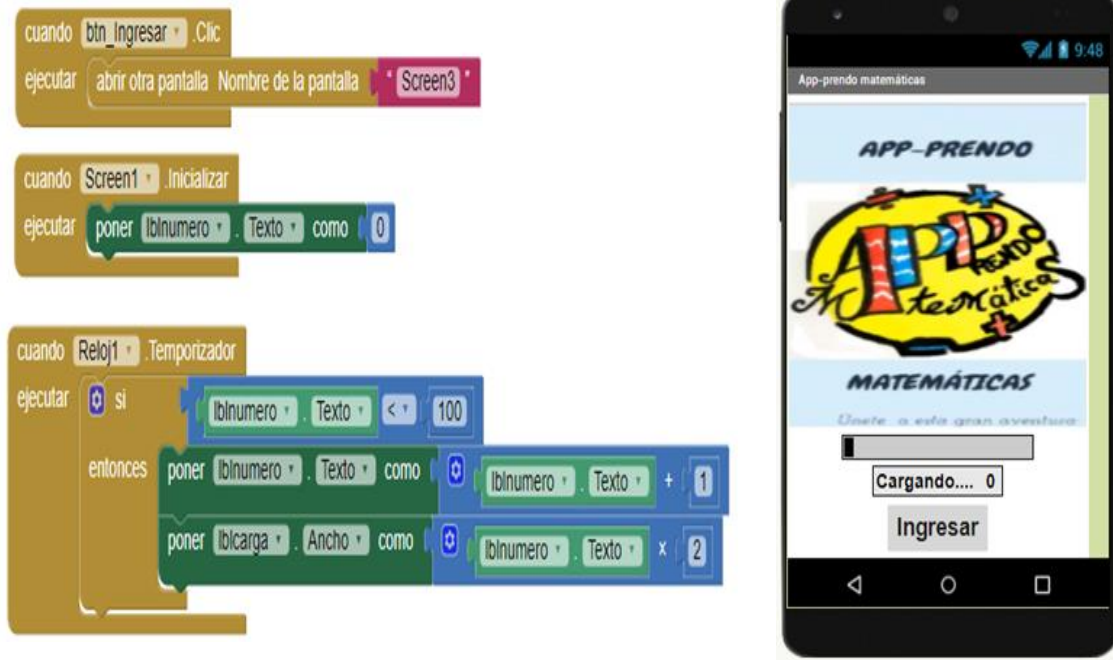 cuando btn_Ingresar .Clic
ejecutar abrir otra pantalla Nombre de la pantalla " Screen3 "
cuando Screen1 .Inicializar
ejecutar poner lblnumero . Texto como 0
cuando Reloj1 .Temporizador
ejecutar si lblnumero . Texto < 100
entonces poner lblnumero . Texto como lblnumero . Texto + 1
poner lblcarga . Ancho como lblnumero . Texto x 2
9:48
App-prendo matemáticas
APP-PRENDO
APPRENDO
Matemáticas
MATEMÁTICAS
Únete a esta gran aventura
Cargando.... 0
Ingresar